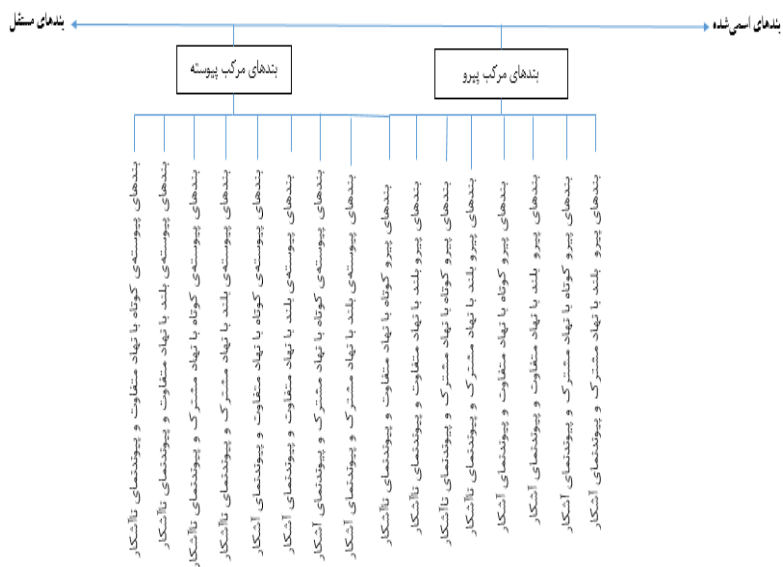 بندهای اسمی‌شده
بندهای مستقل
بندهای مرکب پیرو
بندهای مرکب پیوسته
بندهای پیرو بلند با نهاد مشترک و پیوندنمای آشکار
بندهای پیرو کوتاه با نهاد مشترک و پیوندنمای آشکار
بندهای پیرو بلند با نهاد متفاوت و پیوندنمای آشکار
بندهای پیرو کوتاه با نهاد متفاوت و پیوندنمای آشکار
بندهای پیرو بلند با نهاد مشترک و پیوندنمای ناآشکار
بندهای پیرو کوتاه با نهاد مشترک و پیوندنمای ناآشکار
بندهای پیرو بلند با نهاد متفاوت و پیوندنمای ناآشکار
بندهای پیرو کوتاه با نهاد متفاوت و پیوندنمای ناآشکار
بندهای پیوسته‌ی بلند با نهاد مشترک و پیوندنمای آشکار
بندهای پیوسته‌ی کوتاه با نهاد مشترک و پیوندنمای آشکار
بندهای پیوسته‌ی بلند با نهاد متفاوت و پیوندنمای آشکار
بندهای پیوسته‌ی کوتاه با نهاد متفاوت و پیوندنمای آشکار
بندهای پیوسته‌ی بلند با نهاد مشترک و پیوندنمای ناآشکار
بندهای پیوسته‌ی کوتاه با نهاد مشترک و پیوندنمای ناآشکار
بندهای پیوسته‌ی بلند با نهاد متفاوت و پیوندنمای ناآشکار
بندهای پیوسته‌ی کوتاه با نهاد متفاوت و پیوندنمای ناآشکار